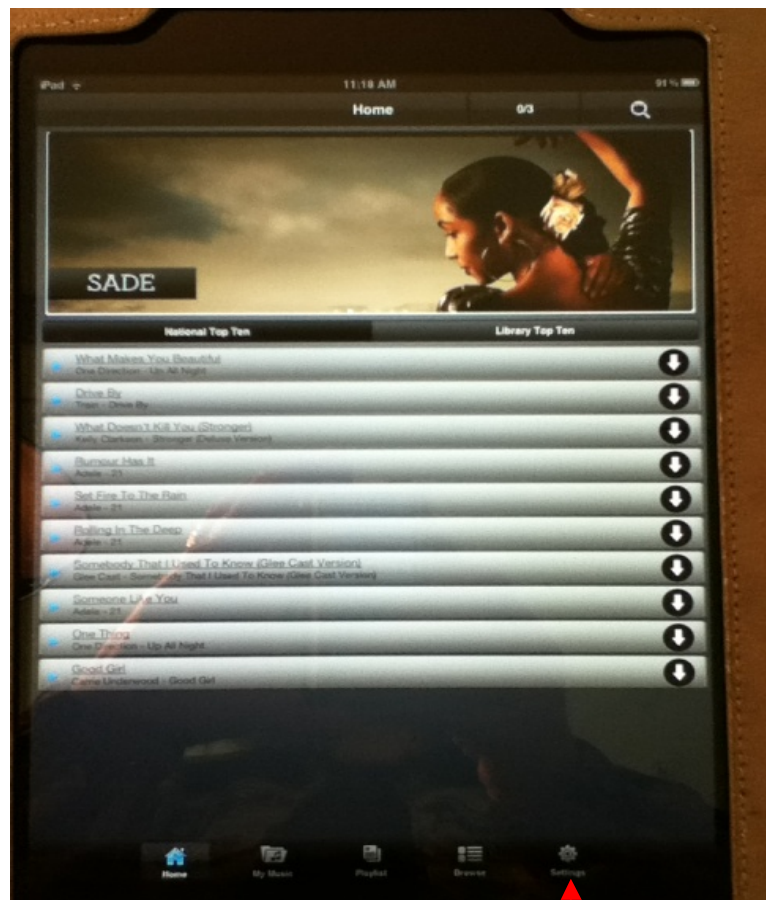 iPad 11:18 AM 91%
Home 0/3
SADE
National Top Ten Library Top Ten
What Makes You Beautiful
One Direction - Up All Night
Drive By
Train - Drive By
What Doesn't Kill You (Stronger)
Kelly Clarkson - Stronger (Deluxe Version)
Rumour Has It
Adele - 21
Set Fire To The Rain
Adele - 21
Rolling In The Deep
Adele - 21
Somebody That I Used To Know (Glee Cast Version)
Glee Cast - Somebody That I Used To Know (Glee Cast Version)
Someone Like You
Adele - 21
One Thing
One Direction - Up All Night
Good Girl
Carrie Underwood - Good Girl
Home My Music Playlist Browse Settings